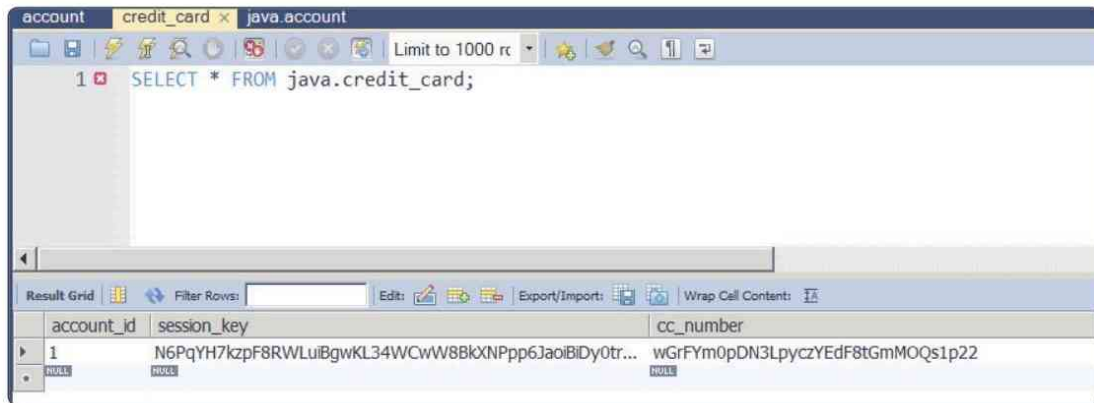 account credit_card × java.account
Limit to 1000 rc
1 SELECT * FROM java.credit_card;
Result Grid Filter Rows: Edit: Export/Import: Wrap Cell Content: IA
account_id session_key cc_number
1 N6PqYH7kzpF8RWLuiBgwKL34WCwW8BkXNPpp6JaoiBiDy0tr... wGrFYm0pDN3LpyczYEdF8tGmMOQs1p22
NULL NULL NULL